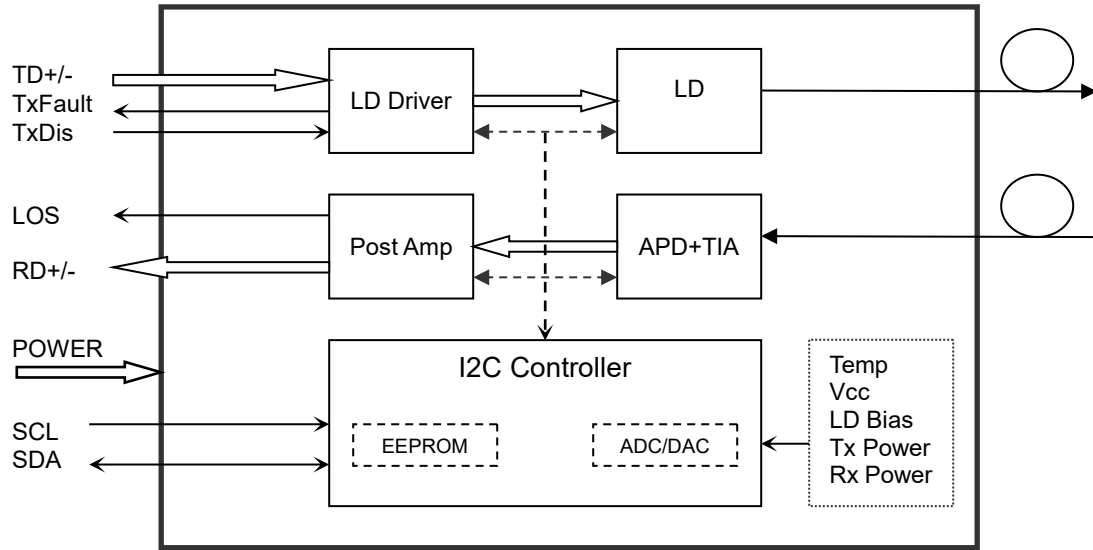 TD+/-
TxFault
TxDis
LD Driver
LD
LOS
RD+/-
Post Amp
APD+TIA
POWER
SCL
SDA
I2C Controller
EEPROM
ADC/DAC
Temp
Vcc
LD Bias
Tx Power
Rx Power